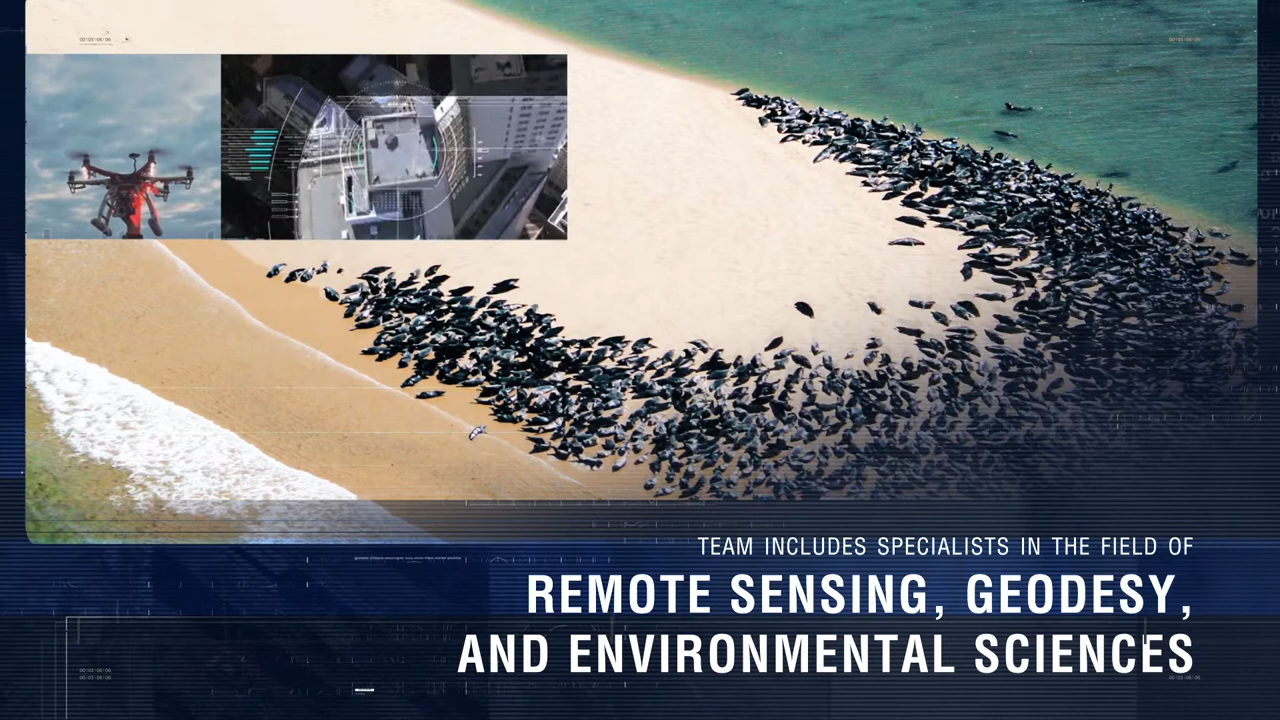 TEAM INCLUDES SPECIALISTS IN THE FIELD OF
REMOTE SENSING, GEODESY,
AND ENVIRONMENTAL SCIENCES